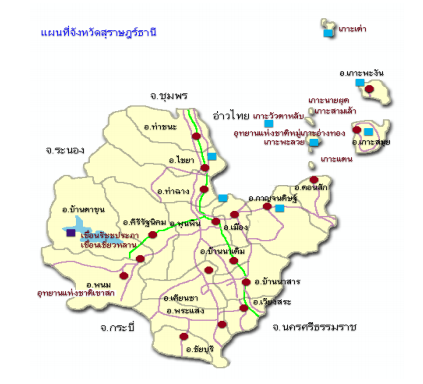 แผนที่จังหวัดสุราษฎร์ธานี
เกาะเต่า
อ.เกาะพะงัน
จ.ชุมพร
เกาะนายพุด
เกาะสามเส้า
อ่าวไทย
เกาะวัวตาหลับ
อ.ท่าชนะ
อุทยานแห่งชาติหมู่เกาะอ่างทอง
เกาะพะลวย
อ.เกาะสมุย
จ.ระนอง
อ.ไชยา
เกาะแตน
อ.ท่าฉาง
อ.ดอนสัก
อ.กาญจนดิษฐ์
อ.บ้านตาขุน
อ.คีรีรัฐนิคม
อ.พุนพิน
อ.เมือง
เขื่อนรัชชประภา
เขื่อนเชี่ยวหลาน
อ.บ้านนาเดิม
อ.พนม
อ.บ้านนาสาร
อุทยานแห่งชาติเขาสก
อ.เคียนซา
อ.เวียงสระ
อ.พระแสง
จ.กระบี่
จ.นครศรีธรรมราช
อ.ชัยบุรี